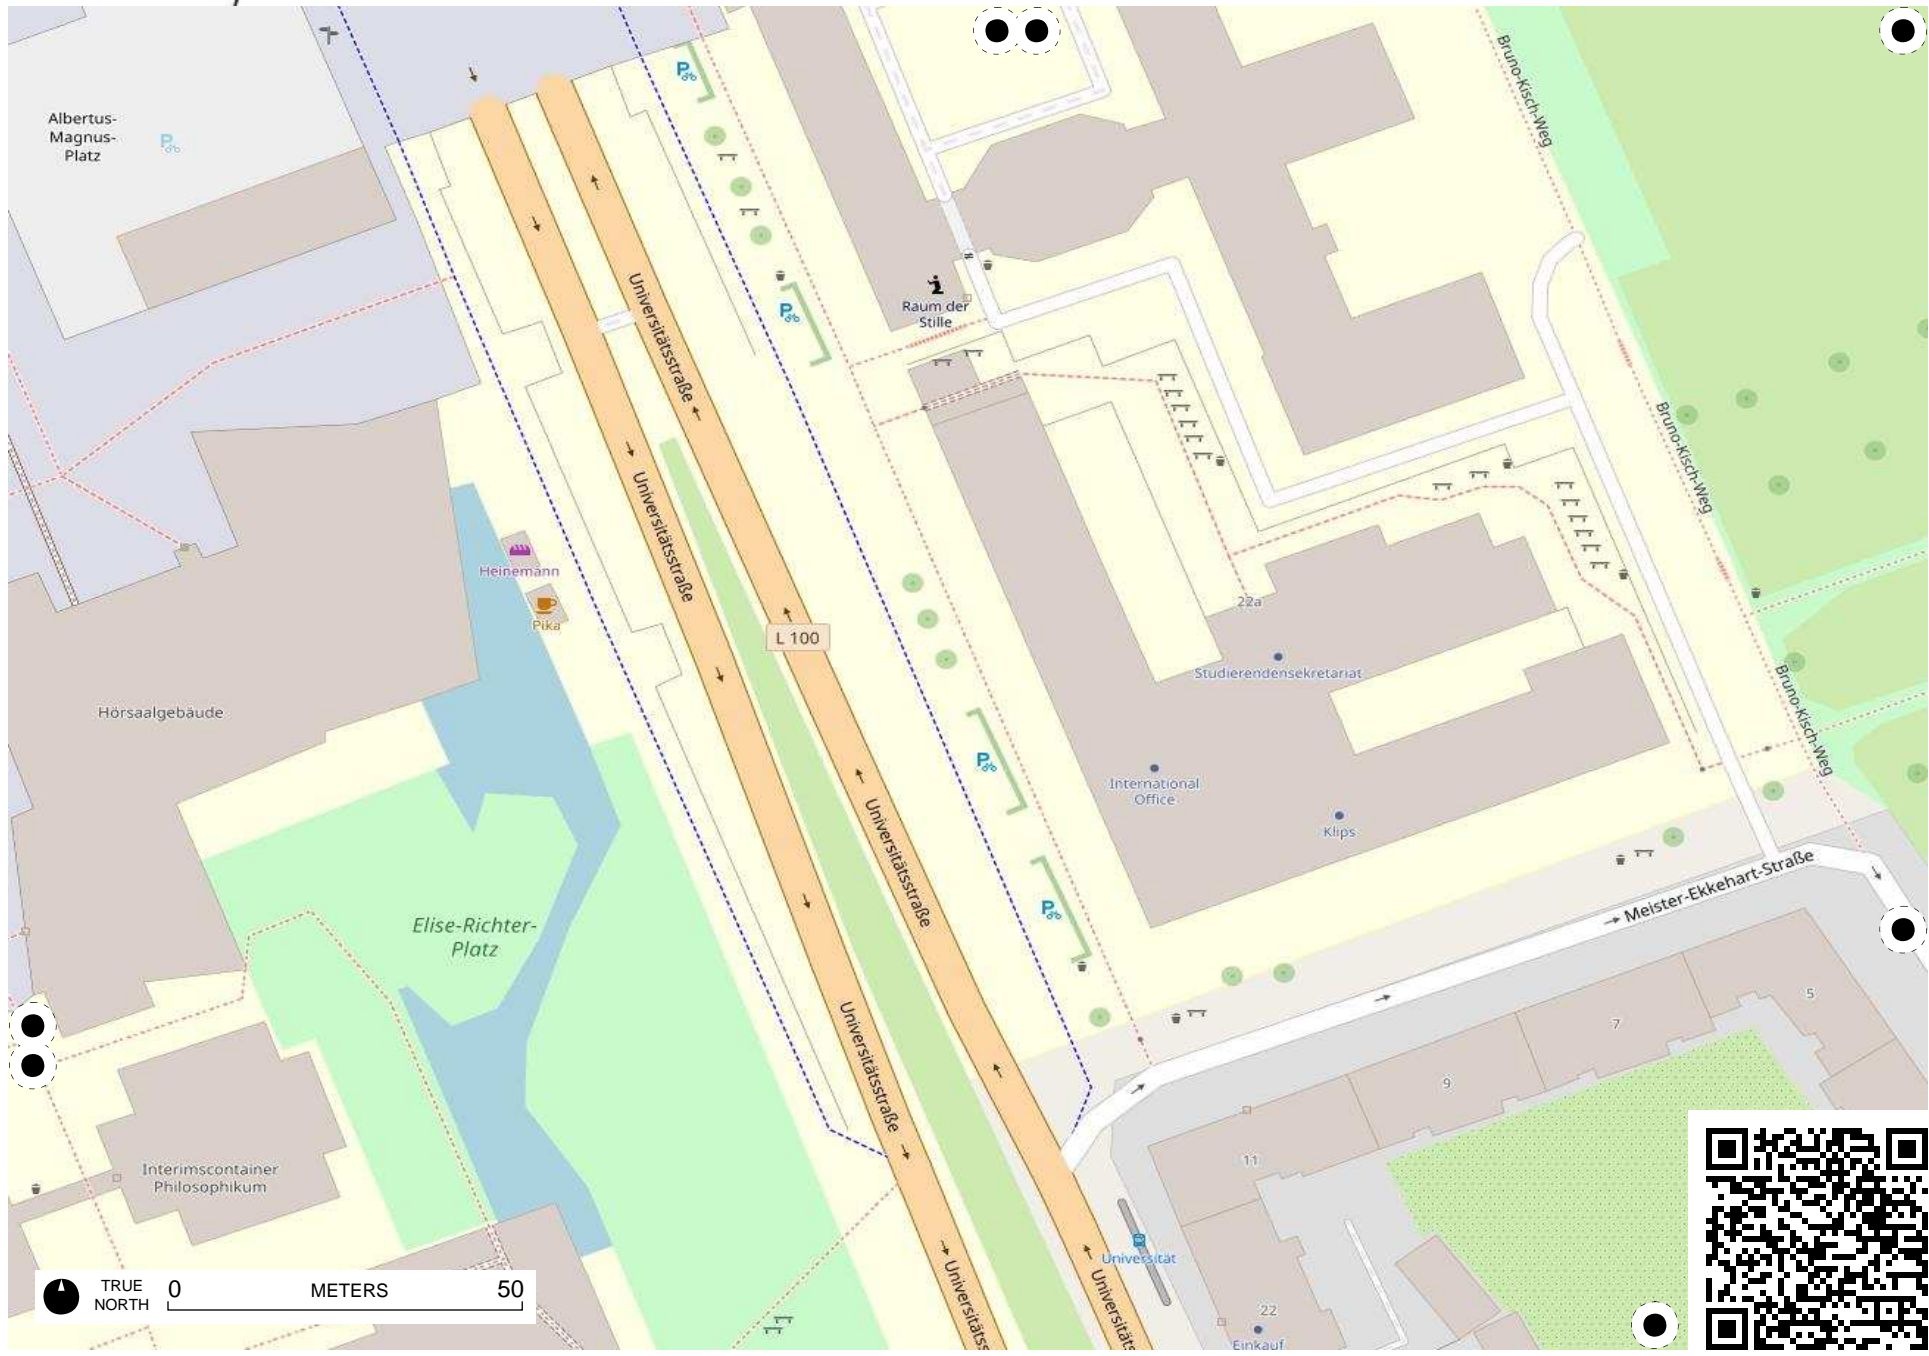 Albertus-
Magnus-
Platz
P
P
Bruno-Kisch-Weg
Universitätsstraße
P
Raum der
Stille
Bruno-Kisch-Weg
Universitätsstraße
Heinemann
Pika
L 100
22a
Studierendensekretariat
Hörsaalgebäude
Bruno-Kisch-Weg
P
International
Office
Klips
Universitätsstraße
Meister-Ekkehart-Straße
P
Elise-Richter-
Platz
5
7
Universitätsstraße
9
11
Interimscontainer
Philosophikum
Universität
Universitätss
Universitäts
22
Einkauf
TRUE
NORTH
0 METERS 50